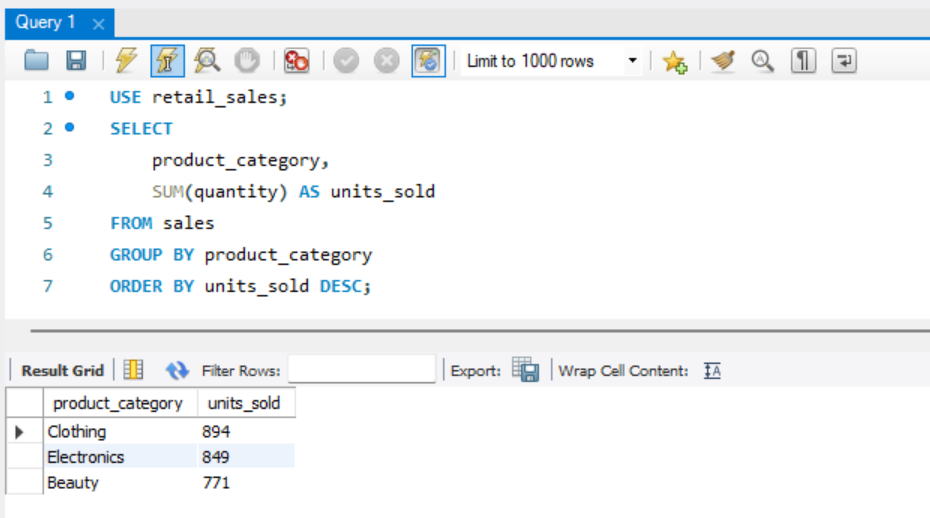 Query 1
Limit to 1000 rows
1 USE retail_sales;
2 SELECT
3 product_category,
4 SUM(quantity) AS units_sold
5 FROM sales
6 GROUP BY product_category
7 ORDER BY units_sold DESC;
Result Grid Filter Rows: Export: Wrap Cell Content:
product_category units_sold
Clothing 894
Electronics 849
Beauty 771